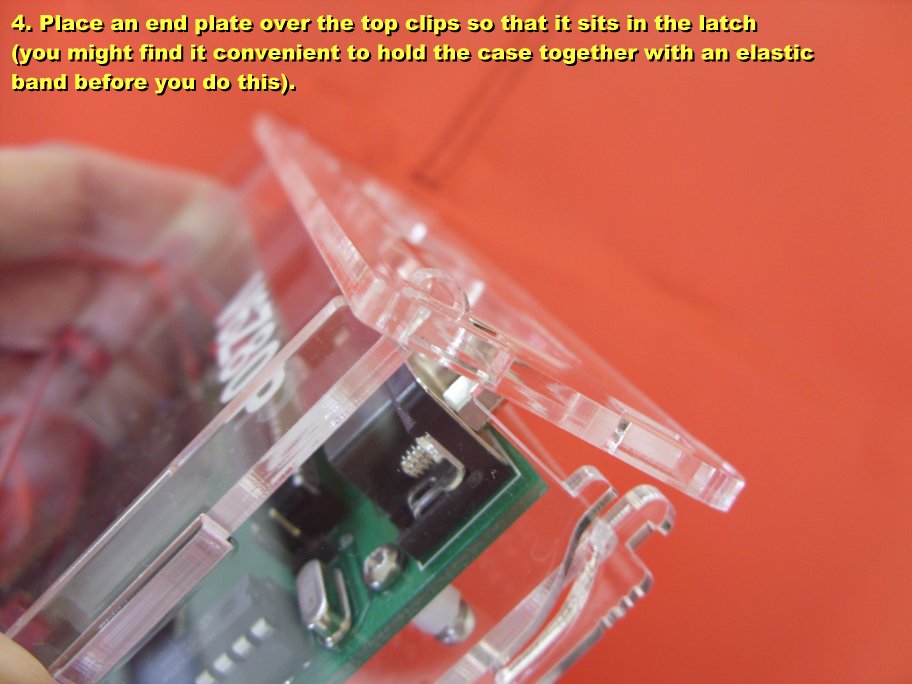 4. Place an end plate over the top clips so that it sits in the latch
(you might find it convenient to hold the case together with an elastic
band before you do this).